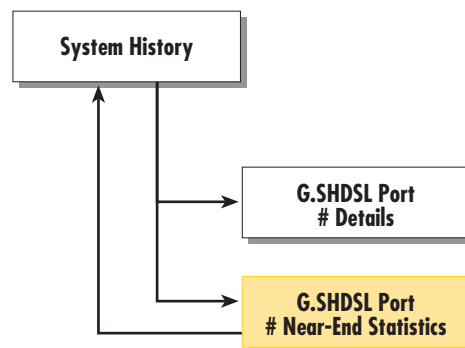 System History
G.SHDSL Port
# Details
G.SHDSL Port
# Near-End Statistics